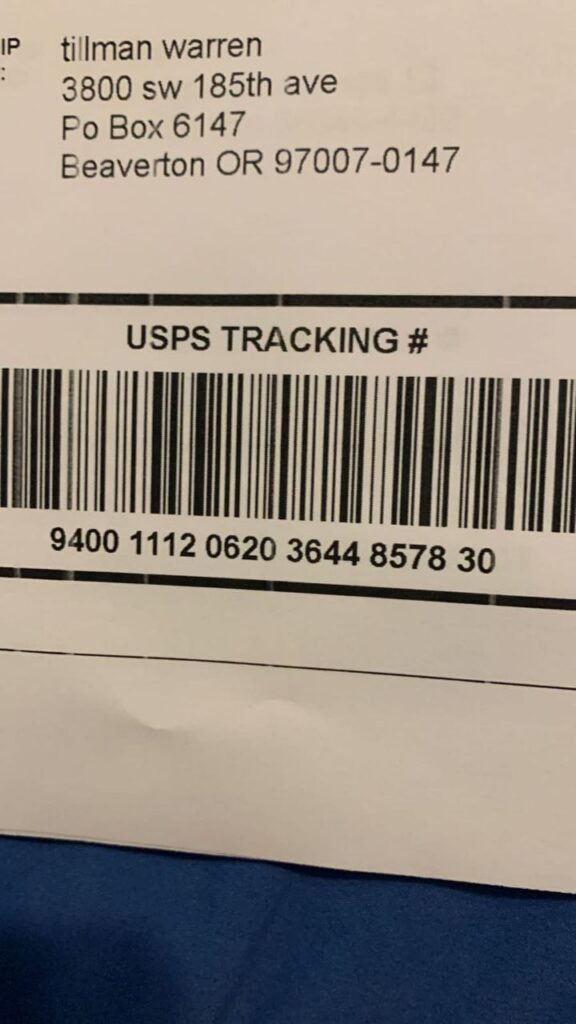 IP
:
tillman warren
3800 sw 185th ave
Po Box 6147
Beaverton OR 97007-0147
USPS TRACKING #
9400 1112 0620 3644 8578 30